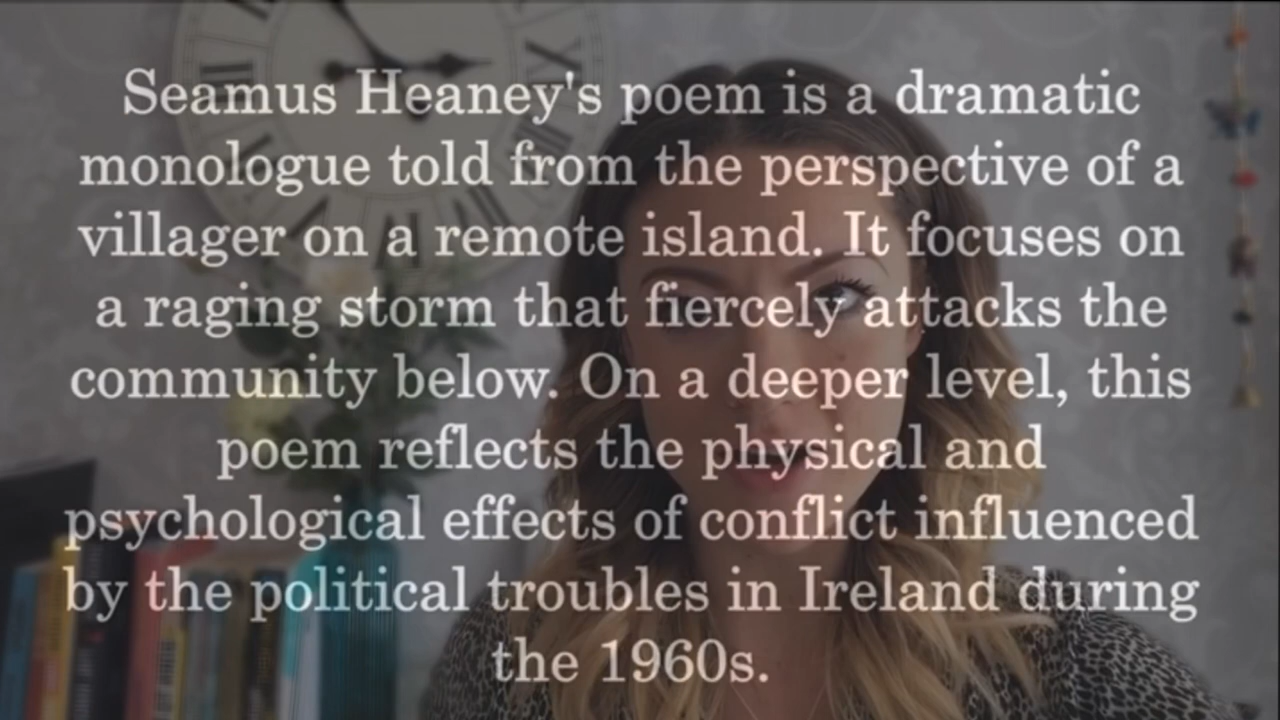 Seamus Heaney's poem is a dramatic
monologue told from the perspective of a
villager on a remote island. It focuses on
a raging storm that fiercely attacks the
community below. On a deeper level, this
poem reflects the physical and
psychological effects of conflict influenced
by the political troubles in Ireland during
the 1960s.